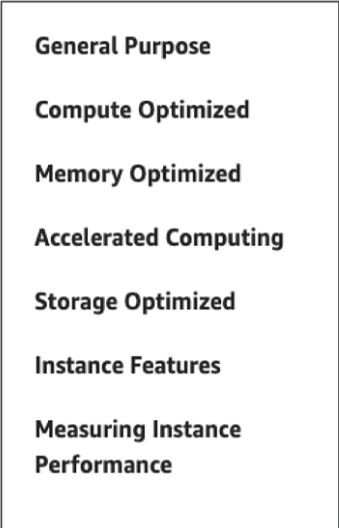 General Purpose
Compute Optimized
Memory Optimized
Accelerated Computing
Storage Optimized
Instance Features
Measuring Instance
Performance